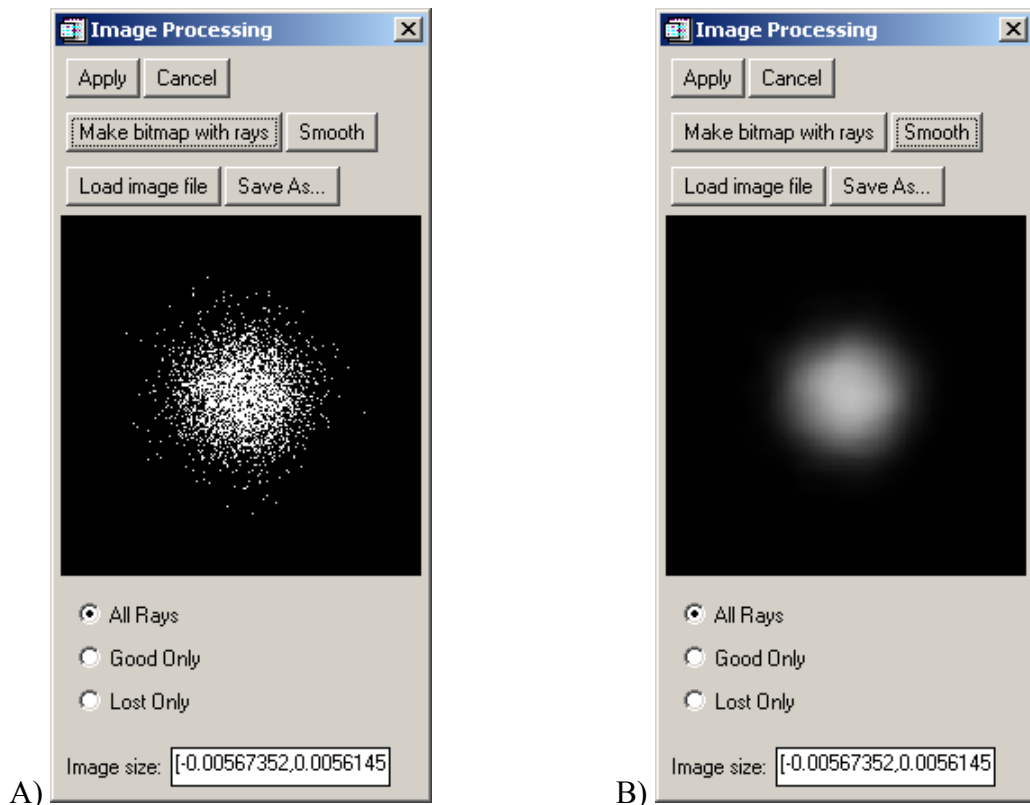 Image Processing
Apply Cancel
Make bitmap with rays Smooth
Load image file Save As...
All Rays
Good Only
Lost Only
Image size: [-0.00567352,0.0056145
A)
Image Processing
Apply Cancel
Make bitmap with rays Smooth
Load image file Save As...
All Rays
Good Only
Lost Only
Image size: [-0.00567352,0.0056145
B)